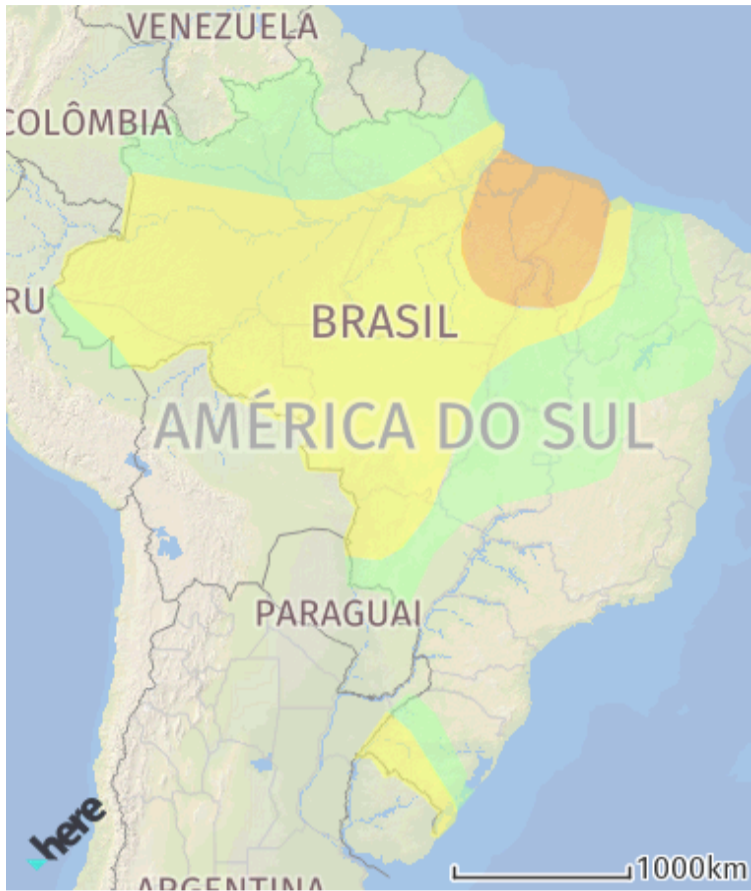 VENEZUELA
COLÔMBIA
RU
BRASIL
AMÉRICA DO SUL
PARAGUAI
here
1000km
ARGENTINA